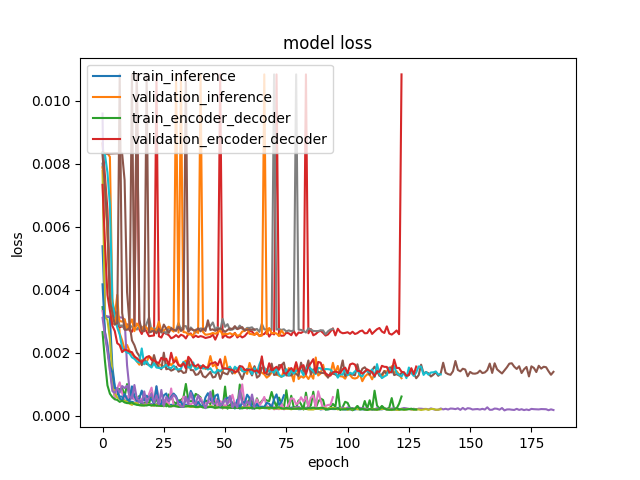 model loss
train_inference
validation_inference
train_encoder_decoder
validation_encoder_decoder
loss
0.010
0.008
0.006
0.004
0.002
0.000
0 25 50 75 100 125 150 175
epoch